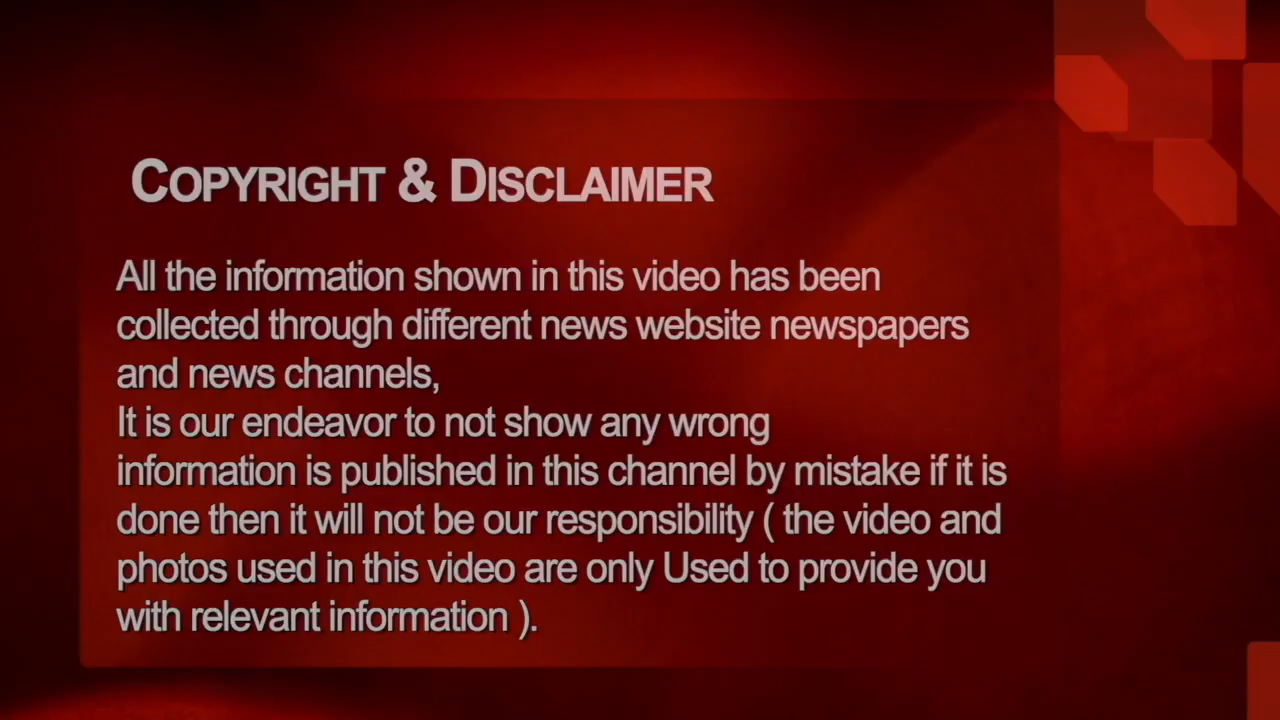 COPYRIGHT & DISCLAIMER
All the information shown in this video has been
collected through different news website newspapers
and news channels,
It is our endeavor to not show any wrong
information is published in this channel by mistake if it is
done then it will not be our responsibility ( the video and
photos used in this video are only Used to provide you
with relevant information ).